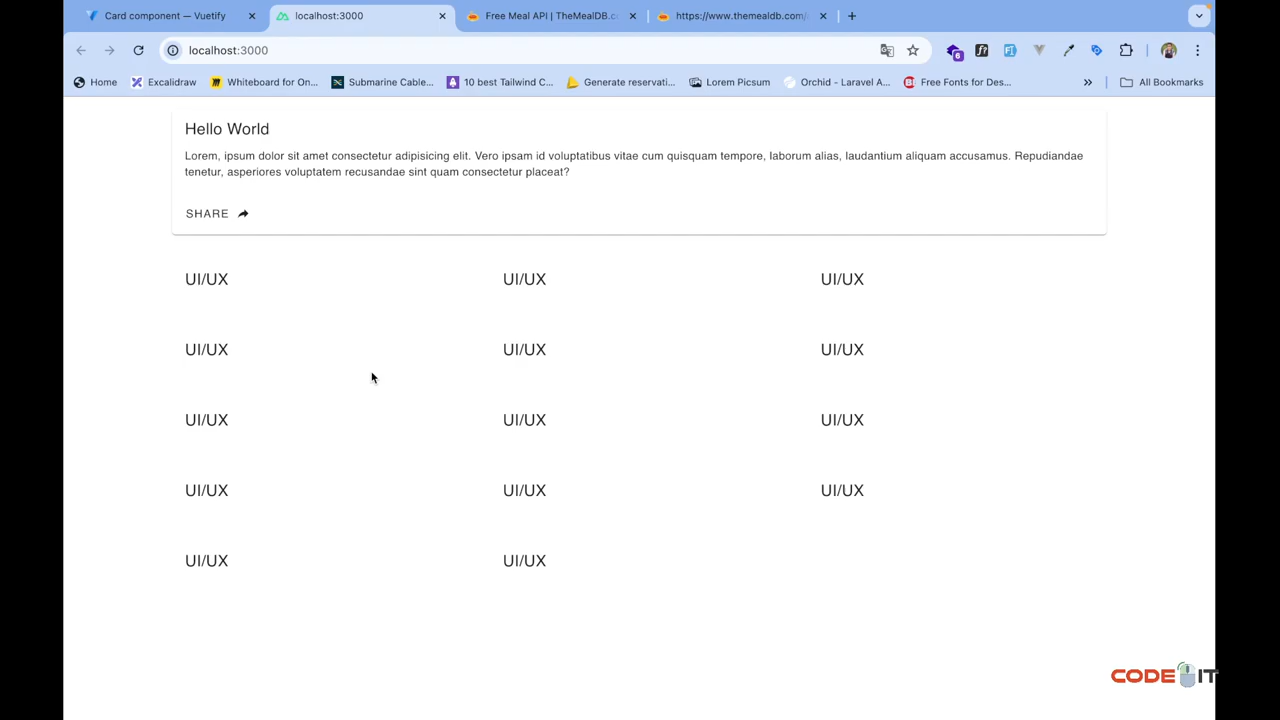 Card component — Vuetify
localhost:3000
Free Meal API | TheMealDB.c
https://www.themealdb.com/
localhost:3000
6
Home
Excalidraw
Whiteboard for On...
Submarine Cable...
10 best Tailwind C...
Generate reservati...
Lorem Picsum
Orchid - Laravel A...
Free Fonts for Des...
»
All Bookmarks
Hello World
Lorem, ipsum dolor sit amet consectetur adipisicing elit. Vero ipsam id voluptatibus vitae cum quisquam tempore, laborum alias, laudantium aliquam accusamus. Repudiandae
tenetur, asperiores voluptatem recusandae sint quam consectetur placeat?
SHARE
UI/UX UI/UX UI/UX
UI/UX UI/UX UI/UX
UI/UX UI/UX UI/UX
UI/UX UI/UX UI/UX
UI/UX UI/UX
CODE IT